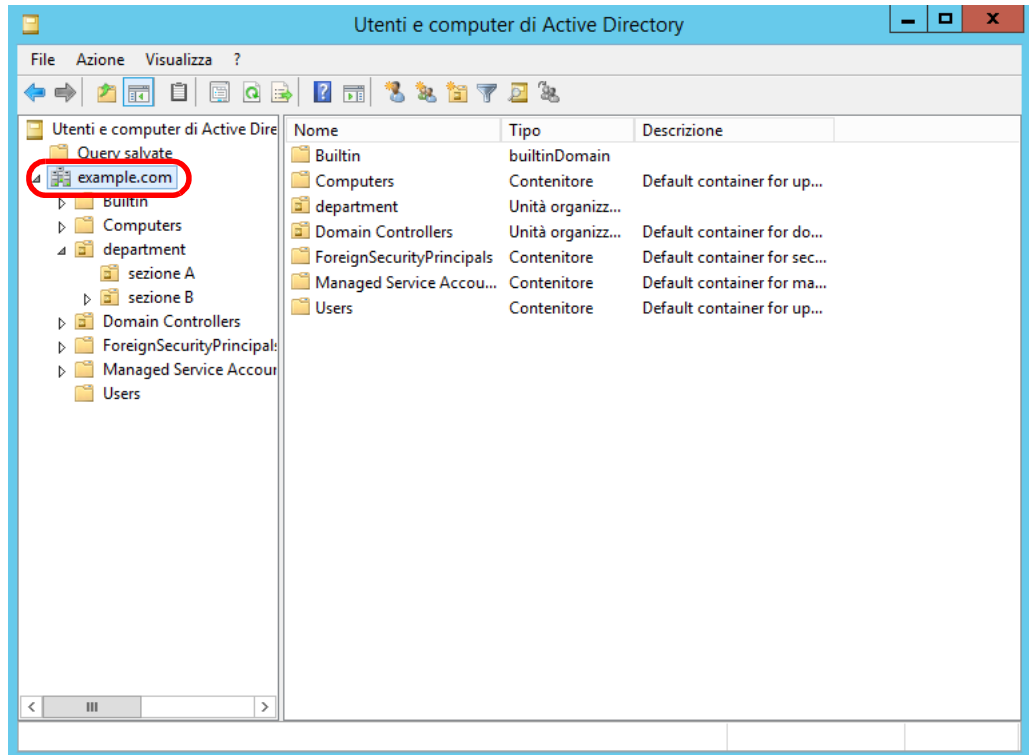 Utenti e computer di Active Directory
File Azione Visualizza ?
Utenti e computer di Active Dire
Query salvate
example.com
Builtin
Computers
department
sezione A
sezione B
Domain Controllers
ForeignSecurityPrincipal
Managed Service Accour
Users
Nome Tipo Descrizione
Builtin builtinDomain
Computers Contenitore Default container for up...
department Unità organizz...
Domain Controllers Unità organizz... Default container for do...
ForeignSecurityPrincipals Contenitore Default container for sec...
Managed Service Accou... Contenitore Default container for ma...
Users Contenitore Default container for up...